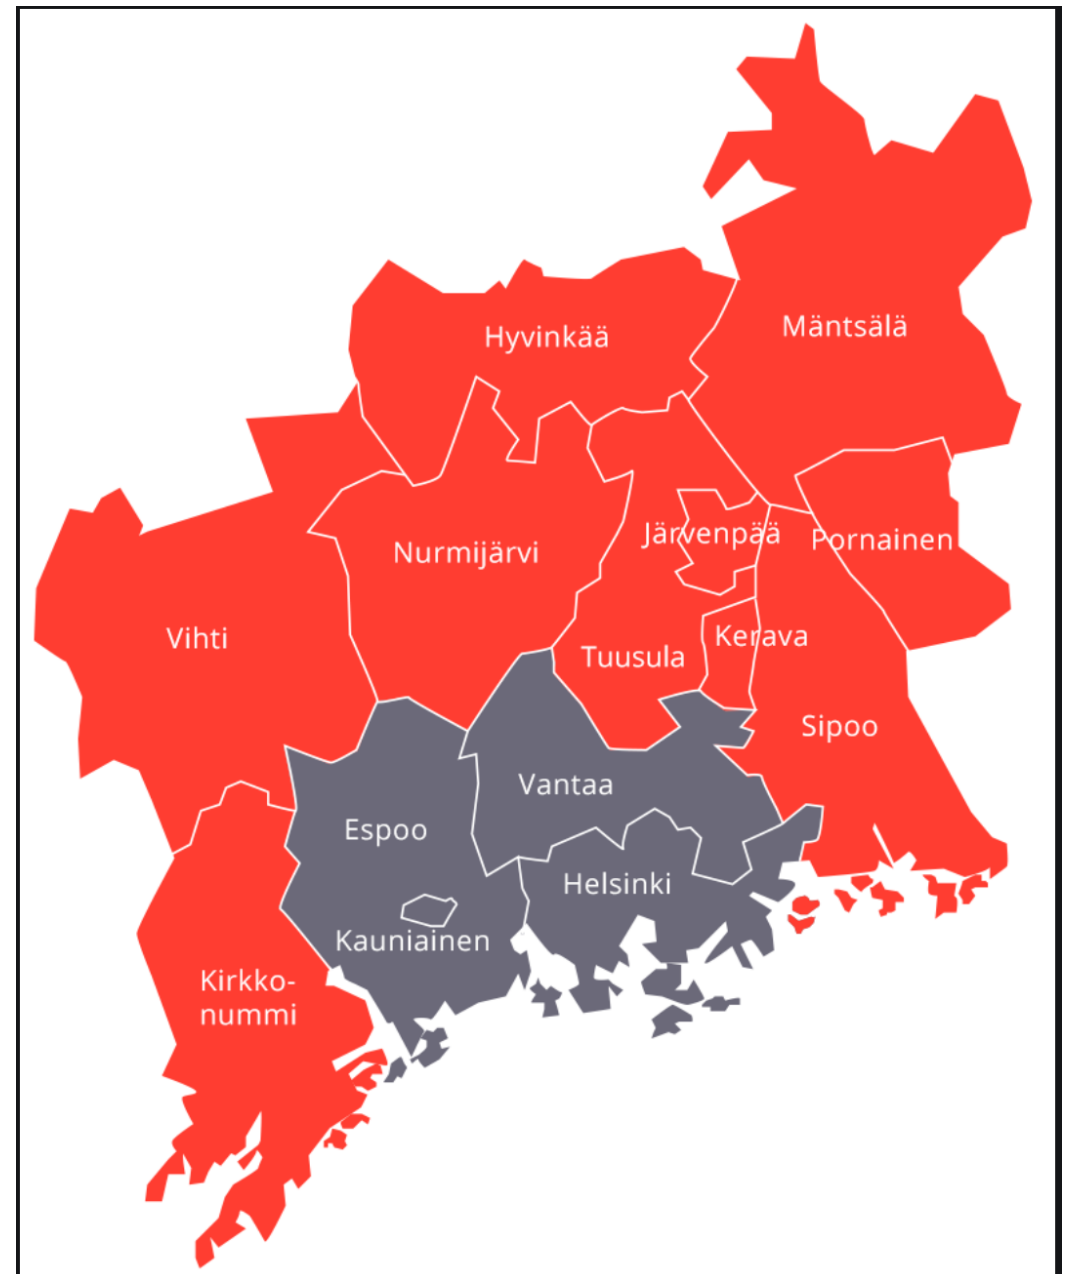 Mäntsälä
Hyvinkää
Järvenpää
Pornainen
Nurmijärvi
Kerava
Vihti
Tuusula
Sipoo
Vantaa
Espoo
Helsinki
Kauniainen
Kirkko-
nummi